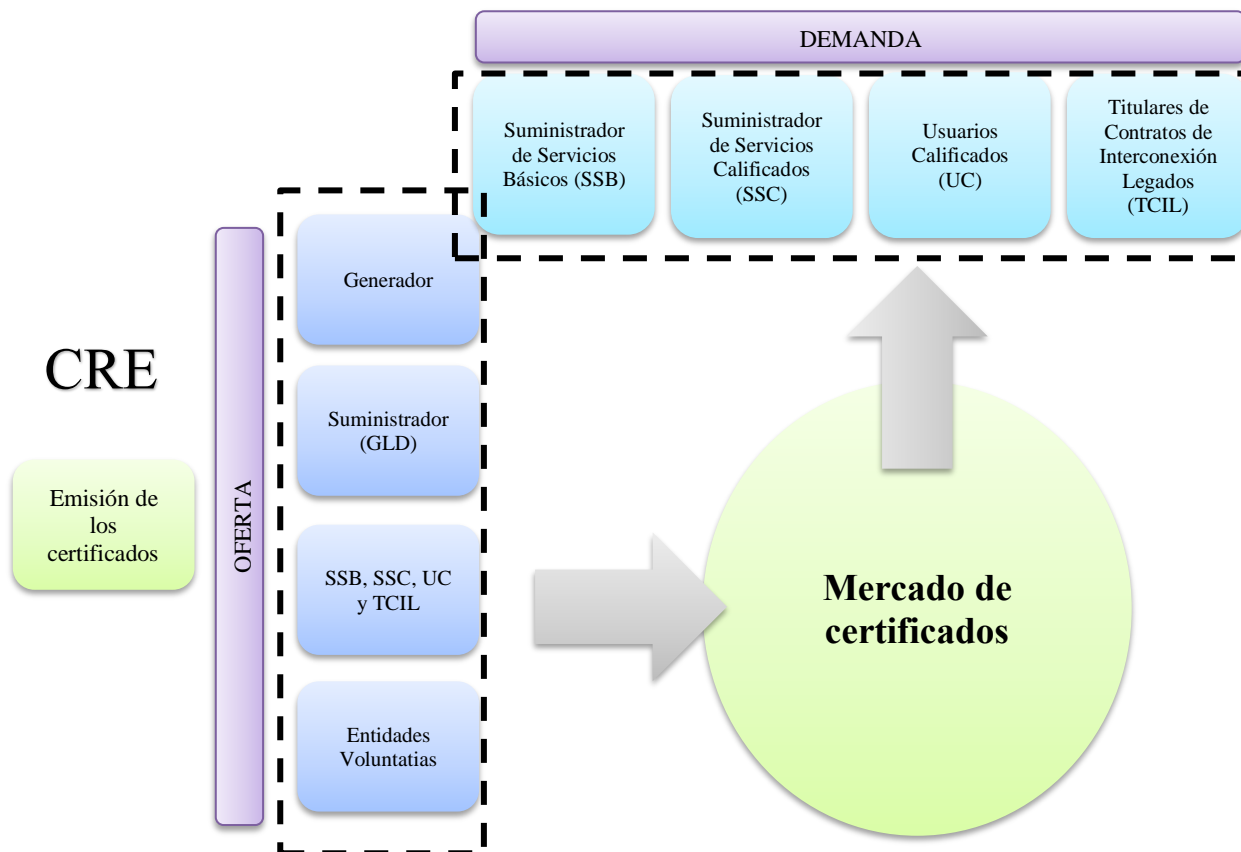 DEMANDA
Suministrador
de Servicios
Básicos (SSB)
Suministrador
de Servicios
Calificados
(SSC)
Usuarios
Calificados
(UC)
Titulares de
Contratos de
Interconexión
Legados
(TCIL)
CRE
Emisión de
los
certificados
OFERTA
Generador
Suministrador
(GLD)
SSB, SSC, UC
y TCIL
Entidades
Voluntatias
Mercado de
certificados